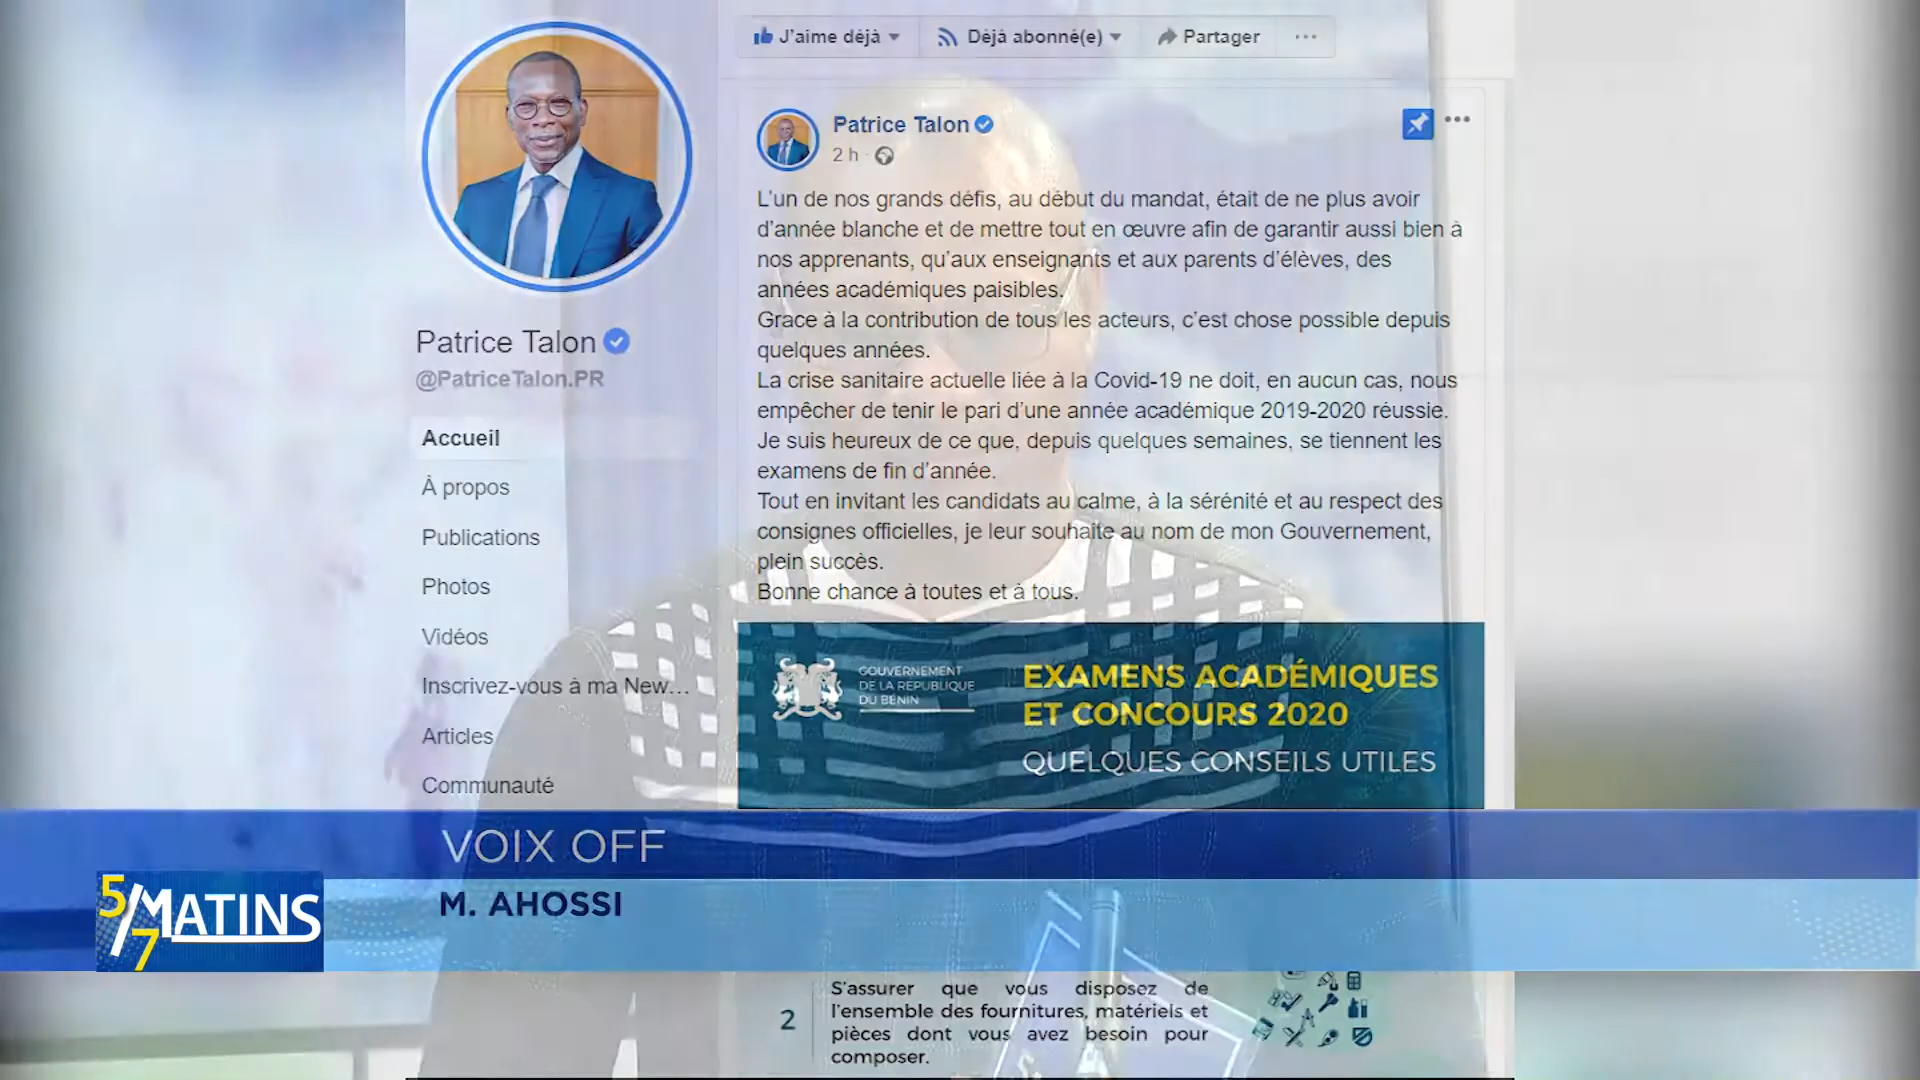 J'aime déjà
Déjà abonné(e)
Partager
Patrice Talon
2 h
L'un de nos grands défis, au début du mandat, était de ne plus avoir
d'année blanche et de mettre tout en œuvre afin de garantir aussi bien à
nos apprenants, qu'aux enseignants et aux parents d'élèves, des
années académiques paisibles.
Grace à la contribution de tous les acteurs, c'est chose possible depuis
quelques années.
La crise sanitaire actuelle liée à la Covid-19 ne doit, en aucun cas, nous
empêcher de tenir le pari d'une année académique 2019-2020 réussie.
Je suis heureux de ce que, depuis quelques semaines, se tiennent les
examens de fin d'année.
Tout en invitant les candidats au calme, à la sérénité et au respect des
consignes officielles, je leur souhaite au nom de mon Gouvernement,
plein succès.
Bonne chance à toutes et à tous.
Patrice Talon
@PatriceTalon.PR
Accueil
À propos
Publications
Photos
Vidéos
Inscrivez-vous à ma New...
Articles
Communauté
GOUVERNEMENT
DE LA RÉPUBLIQUE
DU BÉNIN
EXAMENS ACADÉMIQUES
ET CONCOURS 2020
QUELQUES CONSEILS UTILES
VOIX OFF
M. AHOSSI
5/7 MATINS
2
S'assurer que vous disposez de
l'ensemble des fournitures, matériels et
pièces dont vous avez besoin pour
composer.